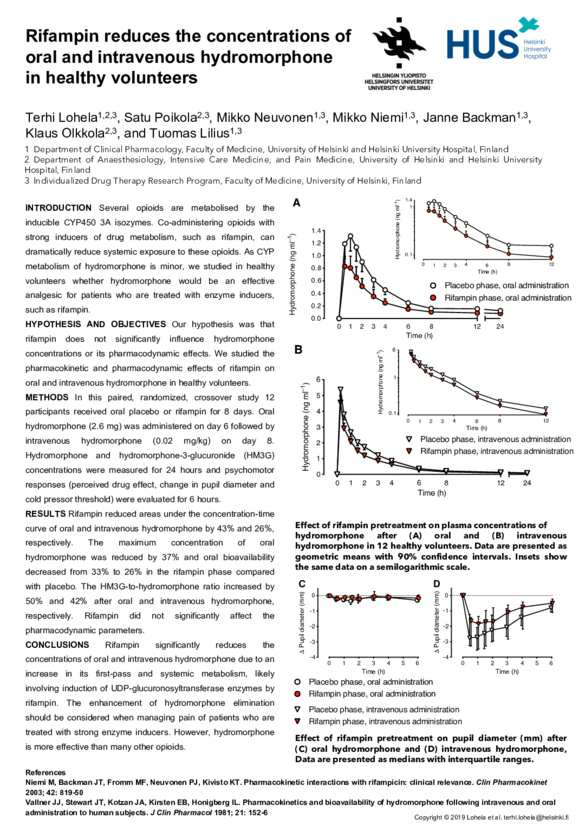 Rifampin reduces the concentrations of
oral and intravenous hydromorphone
in healthy volunteers
HELSINGIN YLIOPISTO
HELSINGFORS UNIVERSITET
UNIVERSITY OF HELSINKI
HUS
Helsinki
University
Hospital
Terhi Lohela1,2,3, Satu Poikola2,3, Mikko Neuvonen1,3, Mikko Niemi1,3, Janne Backman1,3,
Klaus Olkkola2,3, and Tuomas Lilius1,3
1 Department of Clinical Pharmacology, Faculty of Medicine, University of Helsinki and Helsinki University Hospital, Finland
2 Department of Anaesthesiology, Intensive Care Medicine, and Pain Medicine, University of Helsinki and Helsinki University
Hospital, Finland
3 Individualized Drug Therapy Research Program, Faculty of Medicine, University of Helsinki, Finland
INTRODUCTION Several opioids are metabolised by the
inducible CYP450 3A isozymes. Co-administering opioids with
strong inducers of drug metabolism, such as rifampin, can
dramatically reduce systemic exposure to these opioids. As CYP
metabolism of hydromorphone is minor, we studied in healthy
volunteers whether hydromorphone would be an effective
analgesic for patients who are treated with enzyme inducers,
such as rifampin.
HYPOTHESIS AND OBJECTIVES Our hypothesis was that
rifampin does not significantly influence hydromorphone
concentrations or its pharmacodynamic effects. We studied the
pharmacokinetic and pharmacodynamic effects of rifampin on
oral and intravenous hydromorphone in healthy volunteers.
METHODS In this paired, randomized, crossover study 12
participants received oral placebo or rifampin for 8 days. Oral
hydromorphone (2.6 mg) was administered on day 6 followed by
intravenous hydromorphone (0.02 mg/kg) on day 8.
Hydromorphone and hydromorphone-3-glucuronide (HM3G)
concentrations were measured for 24 hours and psychomotor
responses (perceived drug effect, change in pupil diameter and
cold pressor threshold) were evaluated for 6 hours.
RESULTS Rifampin reduced areas under the concentration-time
curve of oral and intravenous hydromorphone by 43% and 26%,
respectively. The maximum concentration of oral
hydromorphone was reduced by 37% and oral bioavailability
decreased from 33% to 26% in the rifampin phase compared
with placebo. The HM3G-to-hydromorphone ratio increased by
50% and 42% after oral and intravenous hydromorphone,
respectively. Rifampin did not significantly affect the
pharmacodynamic parameters.
CONCLUSIONS Rifampin significantly reduces the
concentrations of oral and intravenous hydromorphone due to an
increase in its first-pass and systemic metabolism, likely
involving induction of UDP-glucuronosyltransferase enzymes by
rifampin. The enhancement of hydromorphone elimination
should be considered when managing pain of patients who are
treated with strong enzyme inducers. However, hydromorphone
is more effective than many other opioids.
A
Hydromorphone (ng ml−1)
1.4
1.2
1.0
0.8
0.6
0.4
0.2
0.0
0 1 2 3 4 6 8 12 24
Time (h)
Hydromorphone (ng ml−1)
1.4
1
0.1
0 1 2 3 4 6 8 12
Time (h)
Placebo phase, oral administration
Rifampin phase, oral administration
B
Hydromorphone (ng ml−1)
6
5
4
3
2
1
0
0 1 2 3 4 6 8 12 24
Time (h)
Hydromorphone (ng ml−1)
6
1
0.1
0 1 2 3 4 6 8 12
Time (h)
Placebo phase, intravenous administration
Rifampin phase, intravenous administration
Effect of rifampin pretreatment on plasma concentrations of
hydromorphone after (A) oral and (B) intravenous
hydromorphone in 12 healthy volunteers. Data are presented as
geometric means with 90% confidence intervals. Insets show
the same data on a semilogarithmic scale.
C
Δ Pupil diameter (mm)
0
-1
-2
-3
-4
0 1 2 3 4 5 6
Time (h)
D
Δ Pupil diameter (mm)
0
-1
-2
-3
-4
0 1 2 3 4 5 6
Time (h)
Placebo phase, oral administration
Rifampin phase, oral administration
Placebo phase, intravenous administration
Rifampin phase, intravenous administration
Effect of rifampin pretreatment on pupil diameter (mm) after
(C) oral hydromorphone and (D) intravenous hydromorphone,
Data are presented as medians with interquartile ranges.
References
Niemi M, Backman JT, Fromm MF, Neuvonen PJ, Kivisto KT. Pharmacokinetic interactions with rifampicin: clinical relevance. Clin Pharmacokinet
2003; 42: 819-50
Vallner JJ, Stewart JT, Kotzan JA, Kirsten EB, Honigberg IL. Pharmacokinetics and bioavailability of hydromorphone following intravenous and oral
administration to human subjects. J Clin Pharmacol 1981; 21: 152-6
Copyright © 2019 Lohela et al. terhi.lohela@helsinki.fi